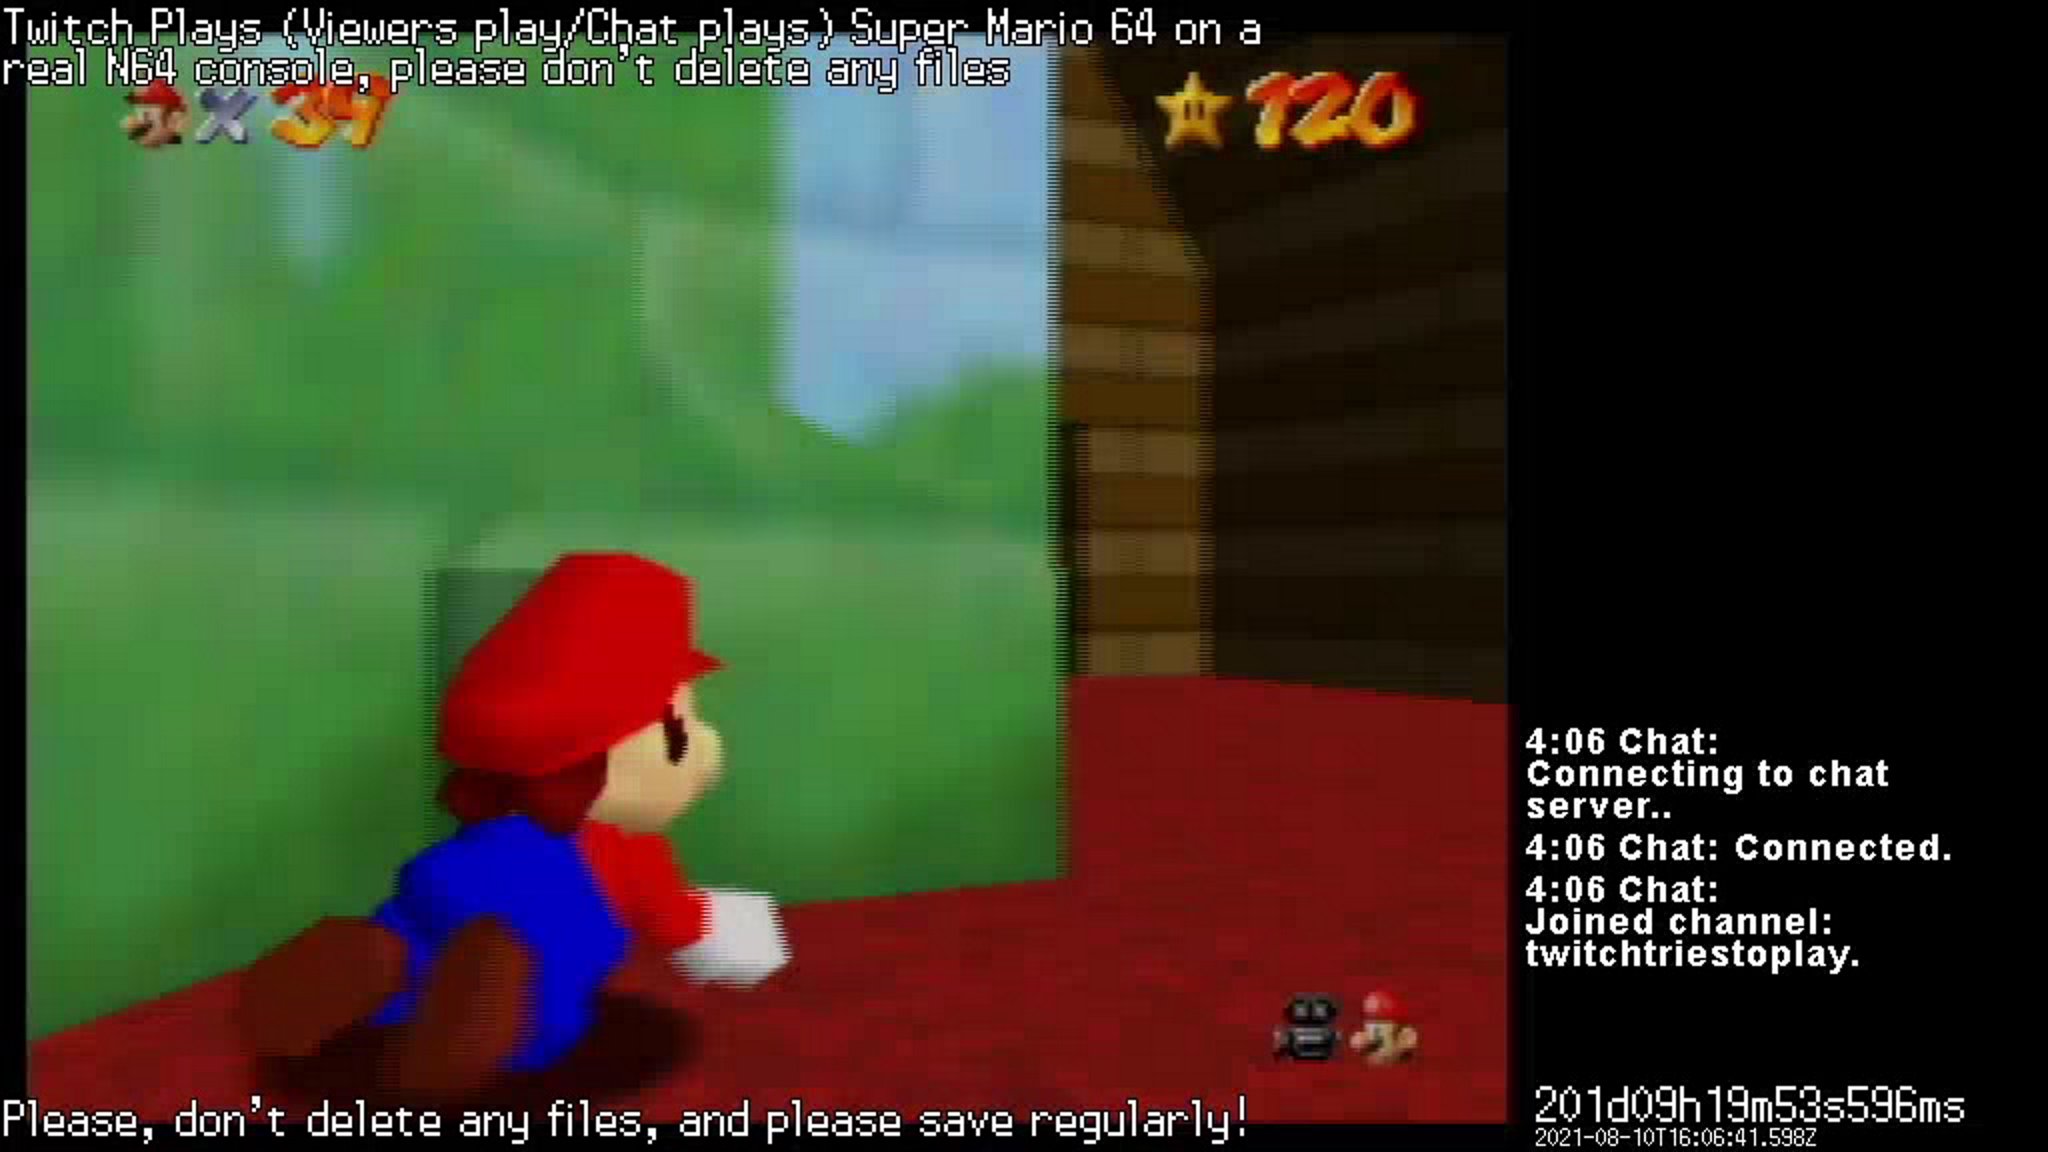 Twitch Plays (Viewers play/Chat plays) Super Mario 64 on a
real N64 console, please don't delete any files
39
120
4:06 Chat:
Connecting to chat
server..
4:06 Chat: Connected.
4:06 Chat:
Joined channel:
twitchtriestoplay.
Please, don't delete any files, and please save regularly!
201d09h19m53s596ms
2021-08-10T16:06:41.598Z